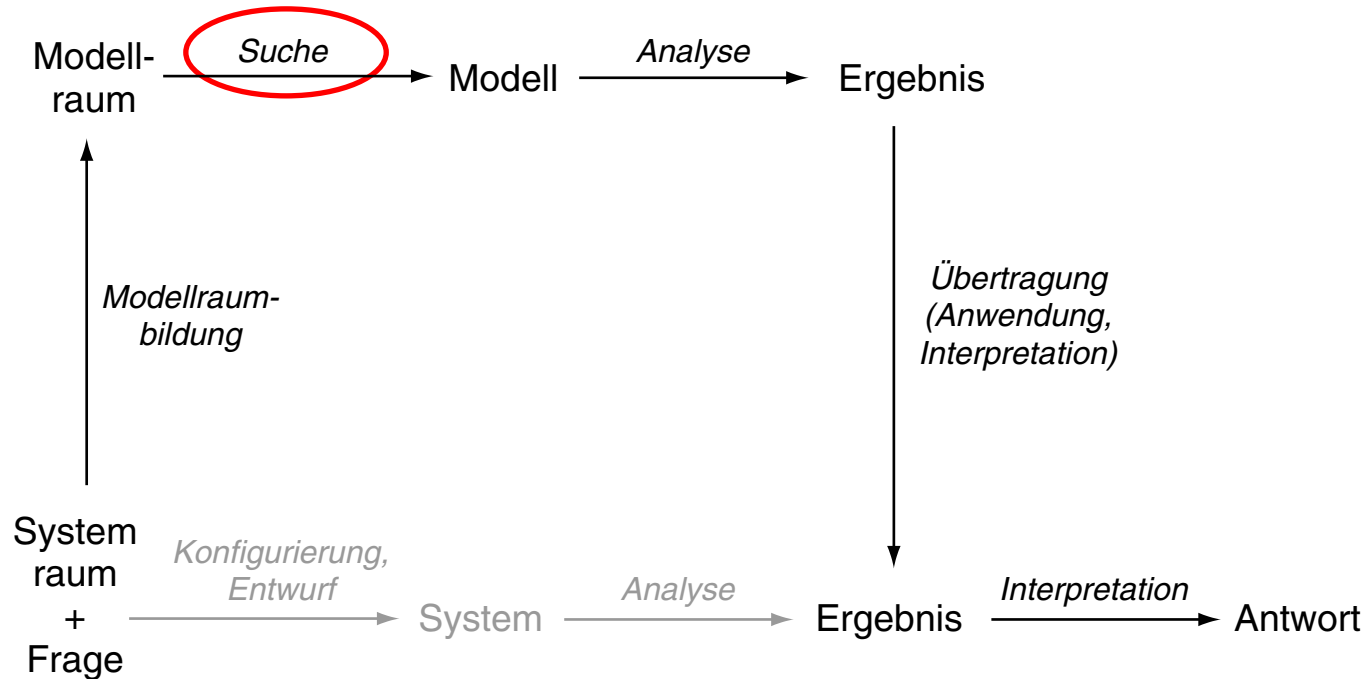 Modell-
raum
Suche
Modell
Analyse
Ergebnis
Modellraum-
bildung
Übertragung
(Anwendung,
Interpretation)
System
raum
+
Frage
Konfigurierung,
Entwurf
System
Analyse
Ergebnis
Interpretation
Antwort